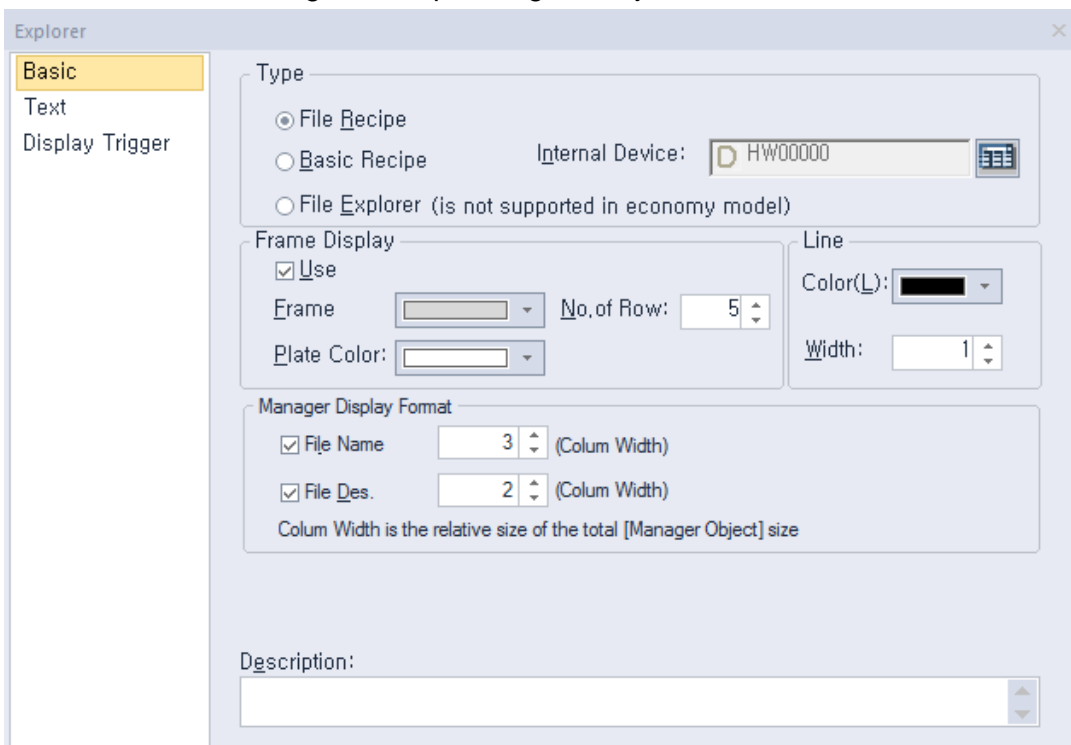 Explorer
Basic
Text
Display Trigger
Type
File Recipe
Basic Recipe
Internal Device: D HW00000
File Explorer (is not supported in economy model)
Frame Display
Use
Frame
No.of Row: 5
Plate Color:
Line
Color(L):
Width: 1
Manager Display Format
File Name 3 (Colum Width)
File Des. 2 (Colum Width)
Colum Width is the relative size of the total [Manager Object] size
Description: